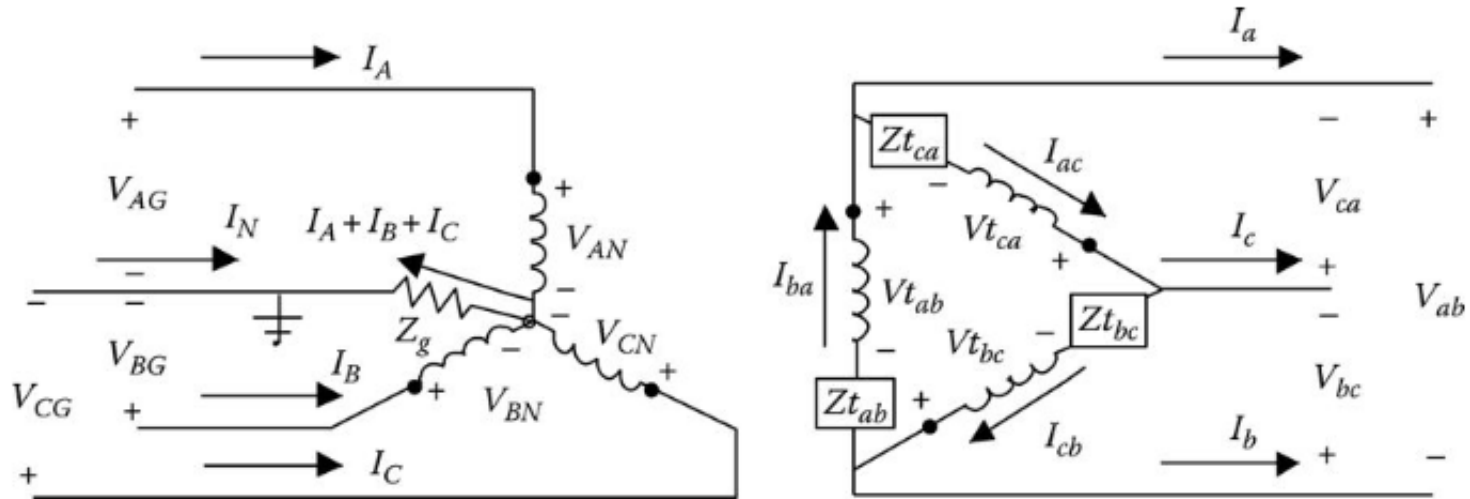 I_A
+
V_AG
I_N
I_A + I_B + I_C
+
V_AN
−
−
−
−
−
Z_g
V_CN
−
V_BG
I_B
V_CG
+
+
V_BN
+
I_C
+
I_a
−
+
Zt_ca
I_ac
−
V_ca
+
Vt_ca
I_c
+
I_ba
Vt_ab
+
V_ab
−
Zt_bc
−
Vt_bc
−
V_bc
Zt_ab
+
I_cb
I_b
+
−